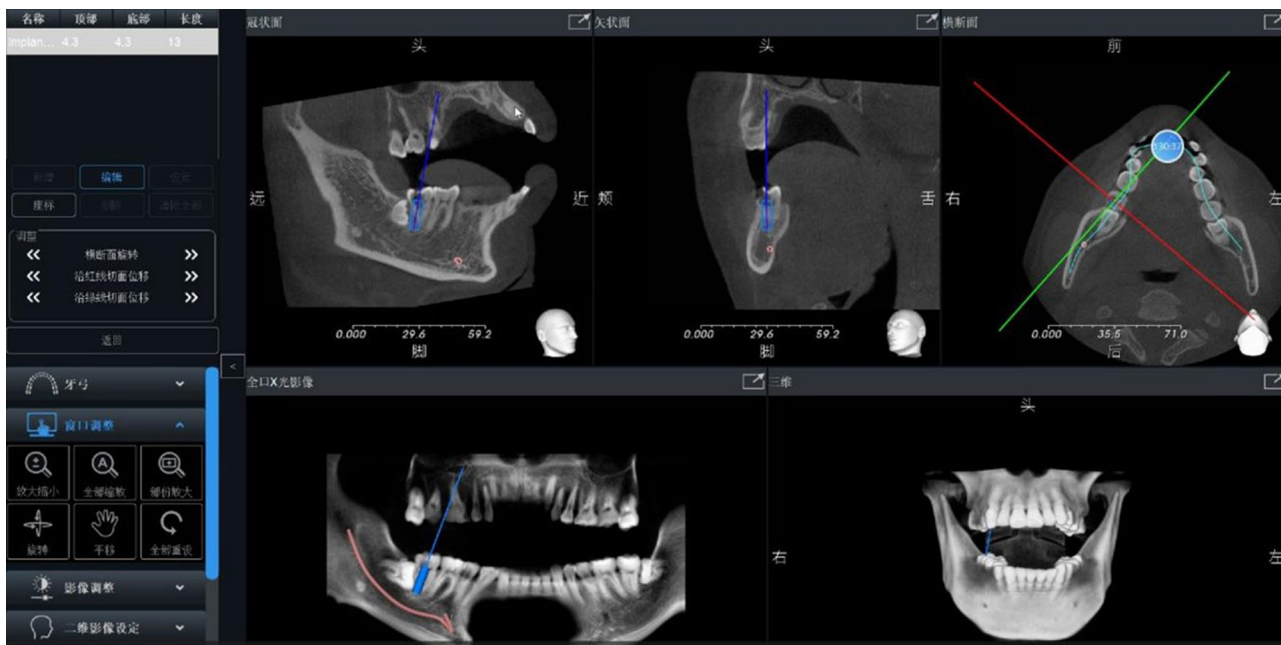 名称 顶部 底部 长度
implan... 4.3 4.3 13
编辑
座标
调整
横断面旋转
沿红线切面位移
沿绿线切面位移
返回
牙弓
窗口调整
放大缩小 全部缩放 部份放大
旋转 平移 全部重设
影像调整
二维影像设定
<
冠状面
头
远
近
0.000 29.6 59.2
脚
矢状面
头
颊
舌
0.000 29.6 59.2
脚
横断面
前
右
左
0.000 35.5 71.0
后
全口X光影像
三维
头
右
左